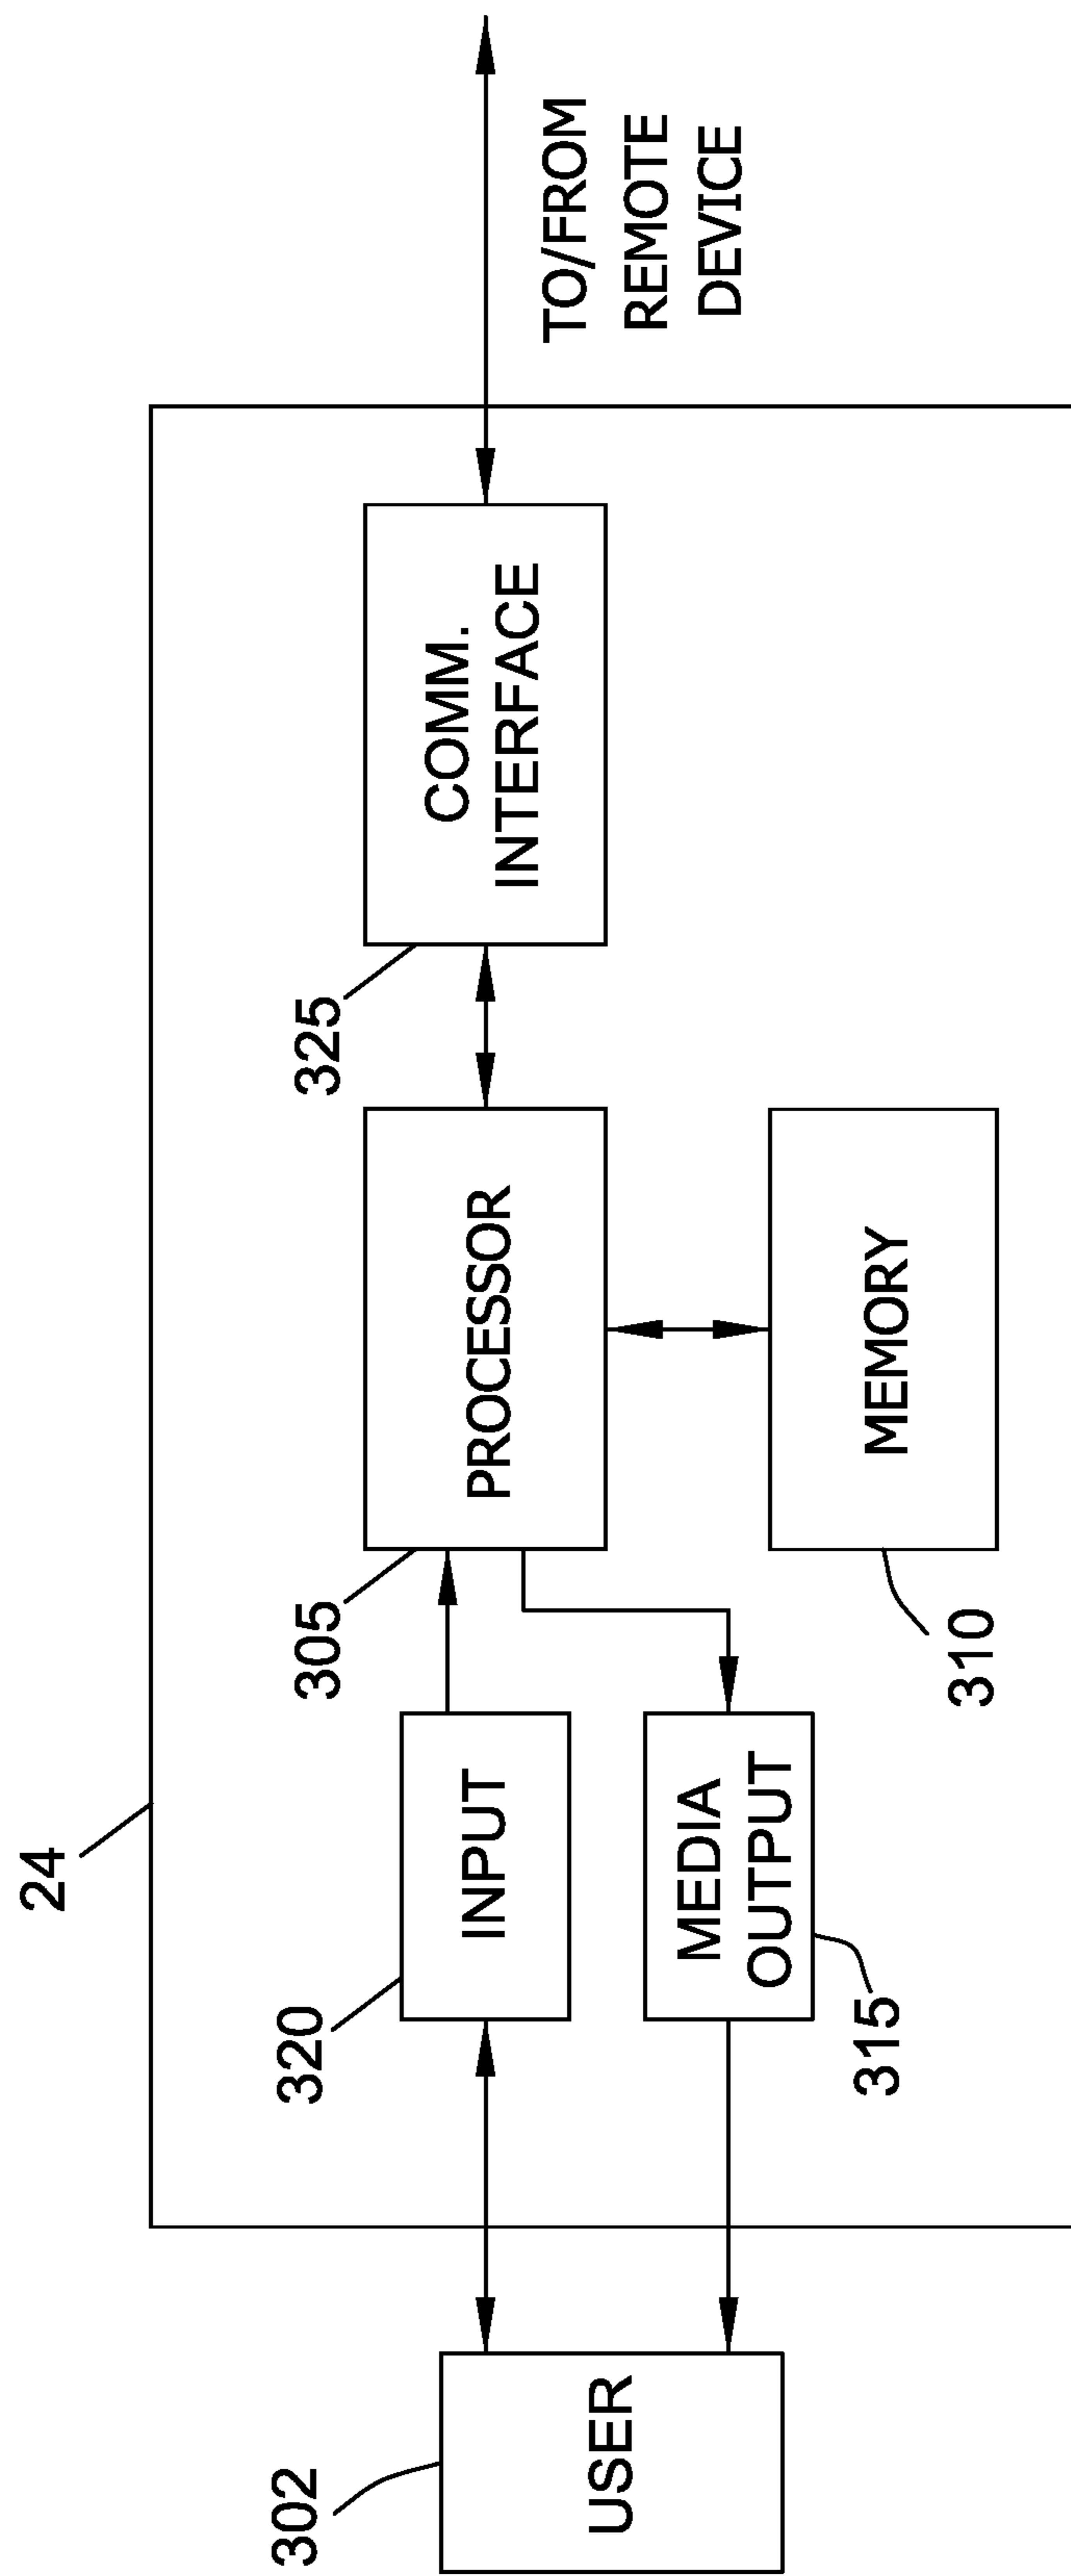 24
302
USER
320
INPUT
MEDIA
OUTPUT
315
305
PROCESSOR
MEMORY
310
325
COMM.
INTERFACE
TO/FROM
REMOTE
DEVICE